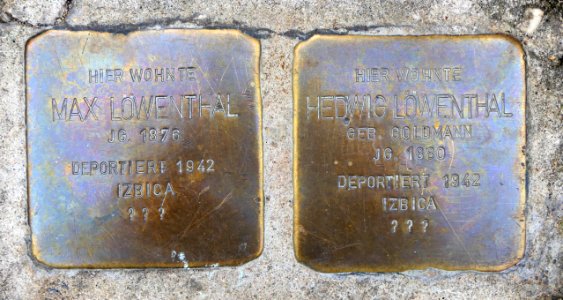 HIER WOHNTE
MAX LÖWENTHAL
JG. 1876
DEPORTIERT 1942
IZBICA
? ? ?
HIER WOHNTE
HEDWIG LÖWENTHAL
GEB. GOLDMANN
JG. 1880
DEPORTIERT 1942
IZBICA
? ? ?